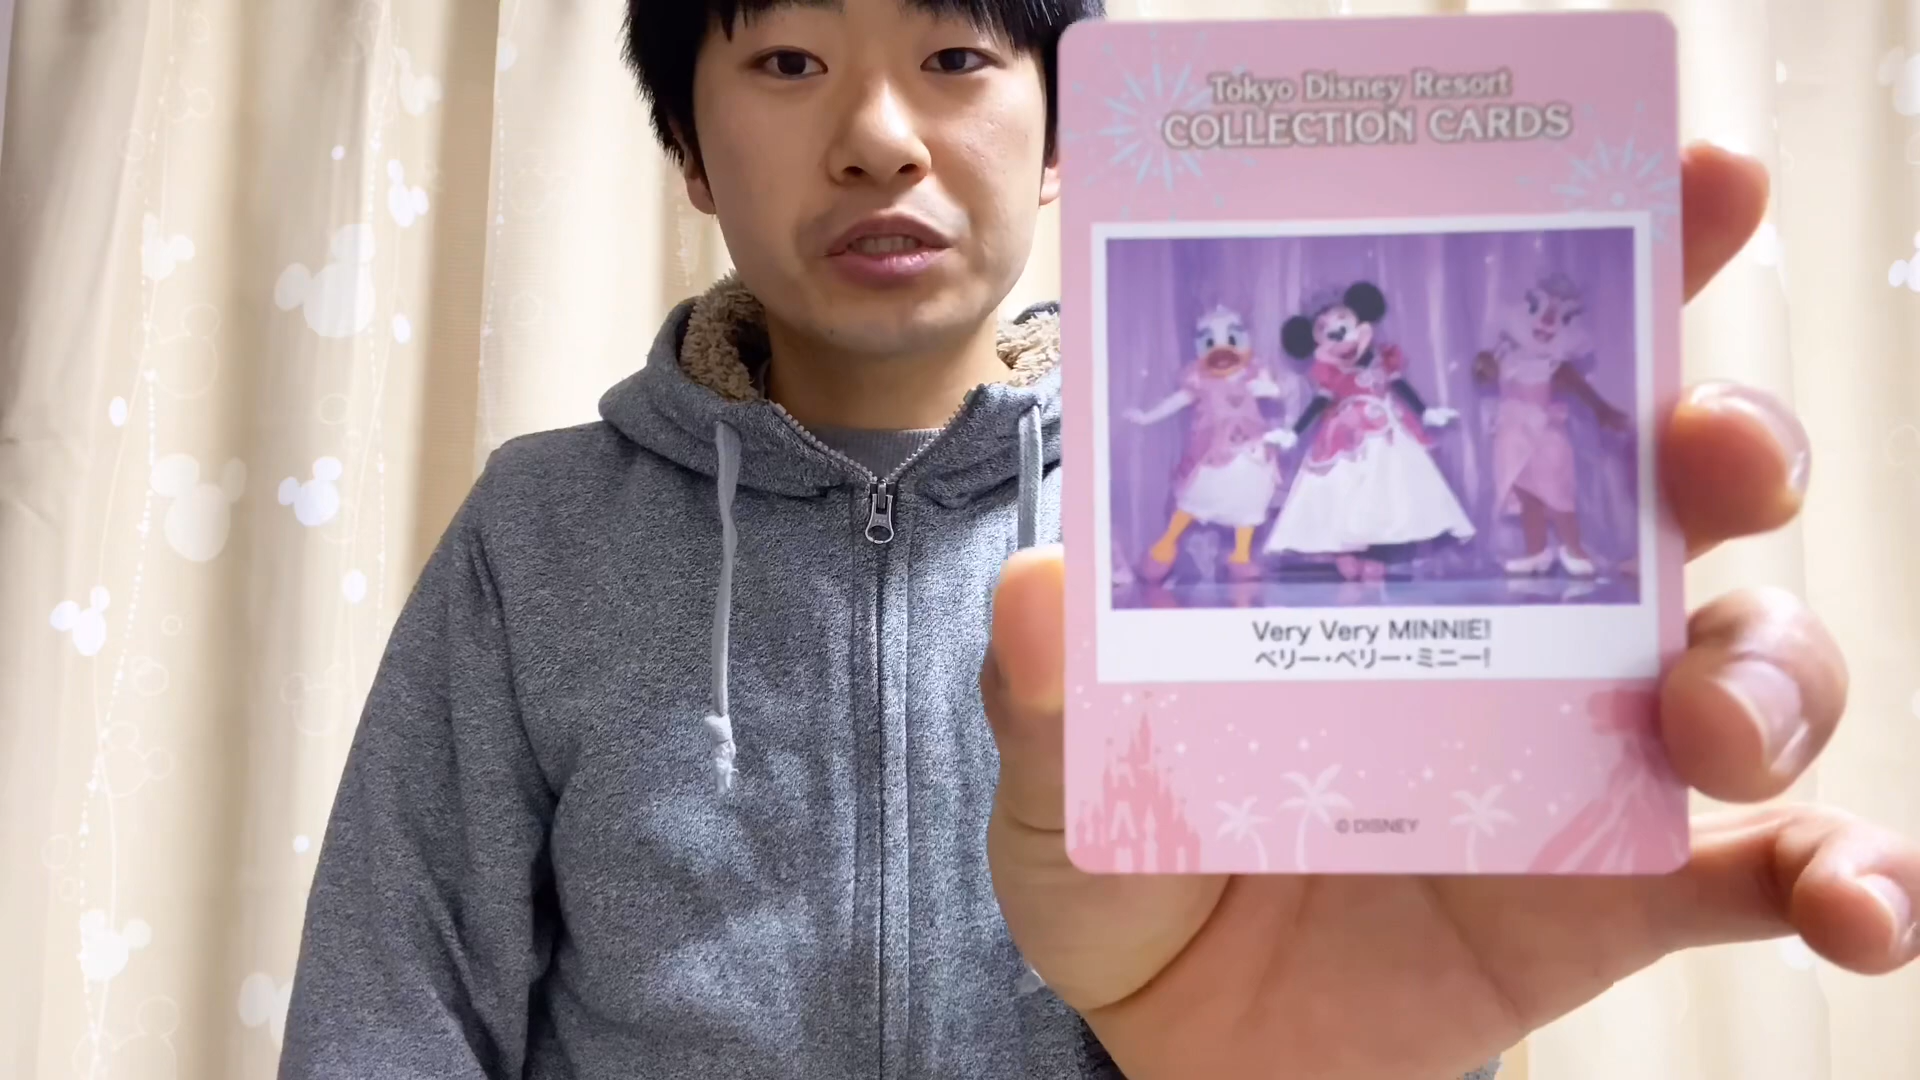 Tokyo Disney Resort
COLLECTION CARDS
Very Very MINNIE!
ベリー・ベリー・ミニー!
© DISNEY